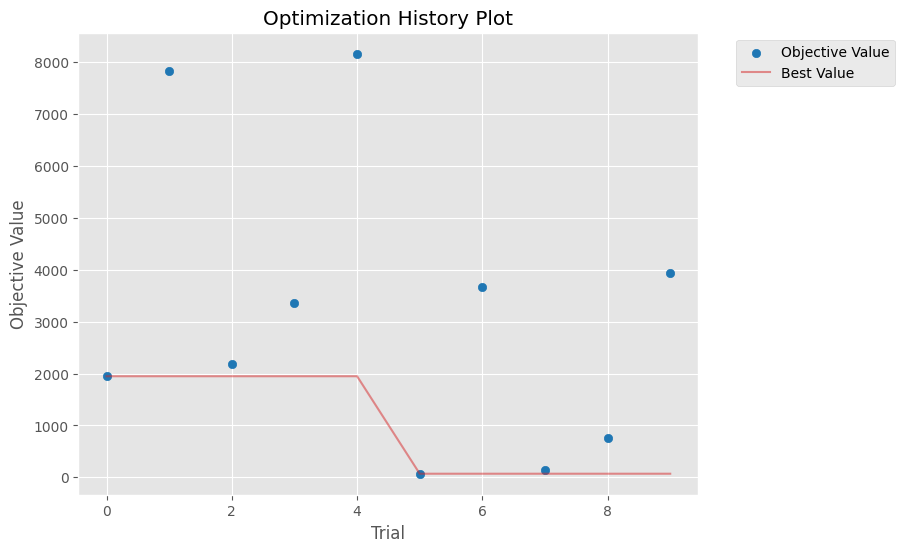 Optimization History Plot
Objective Value
Best Value
8000
7000
6000
5000
4000
3000
2000
1000
0
Objective Value
0 2 4 6 8
Trial